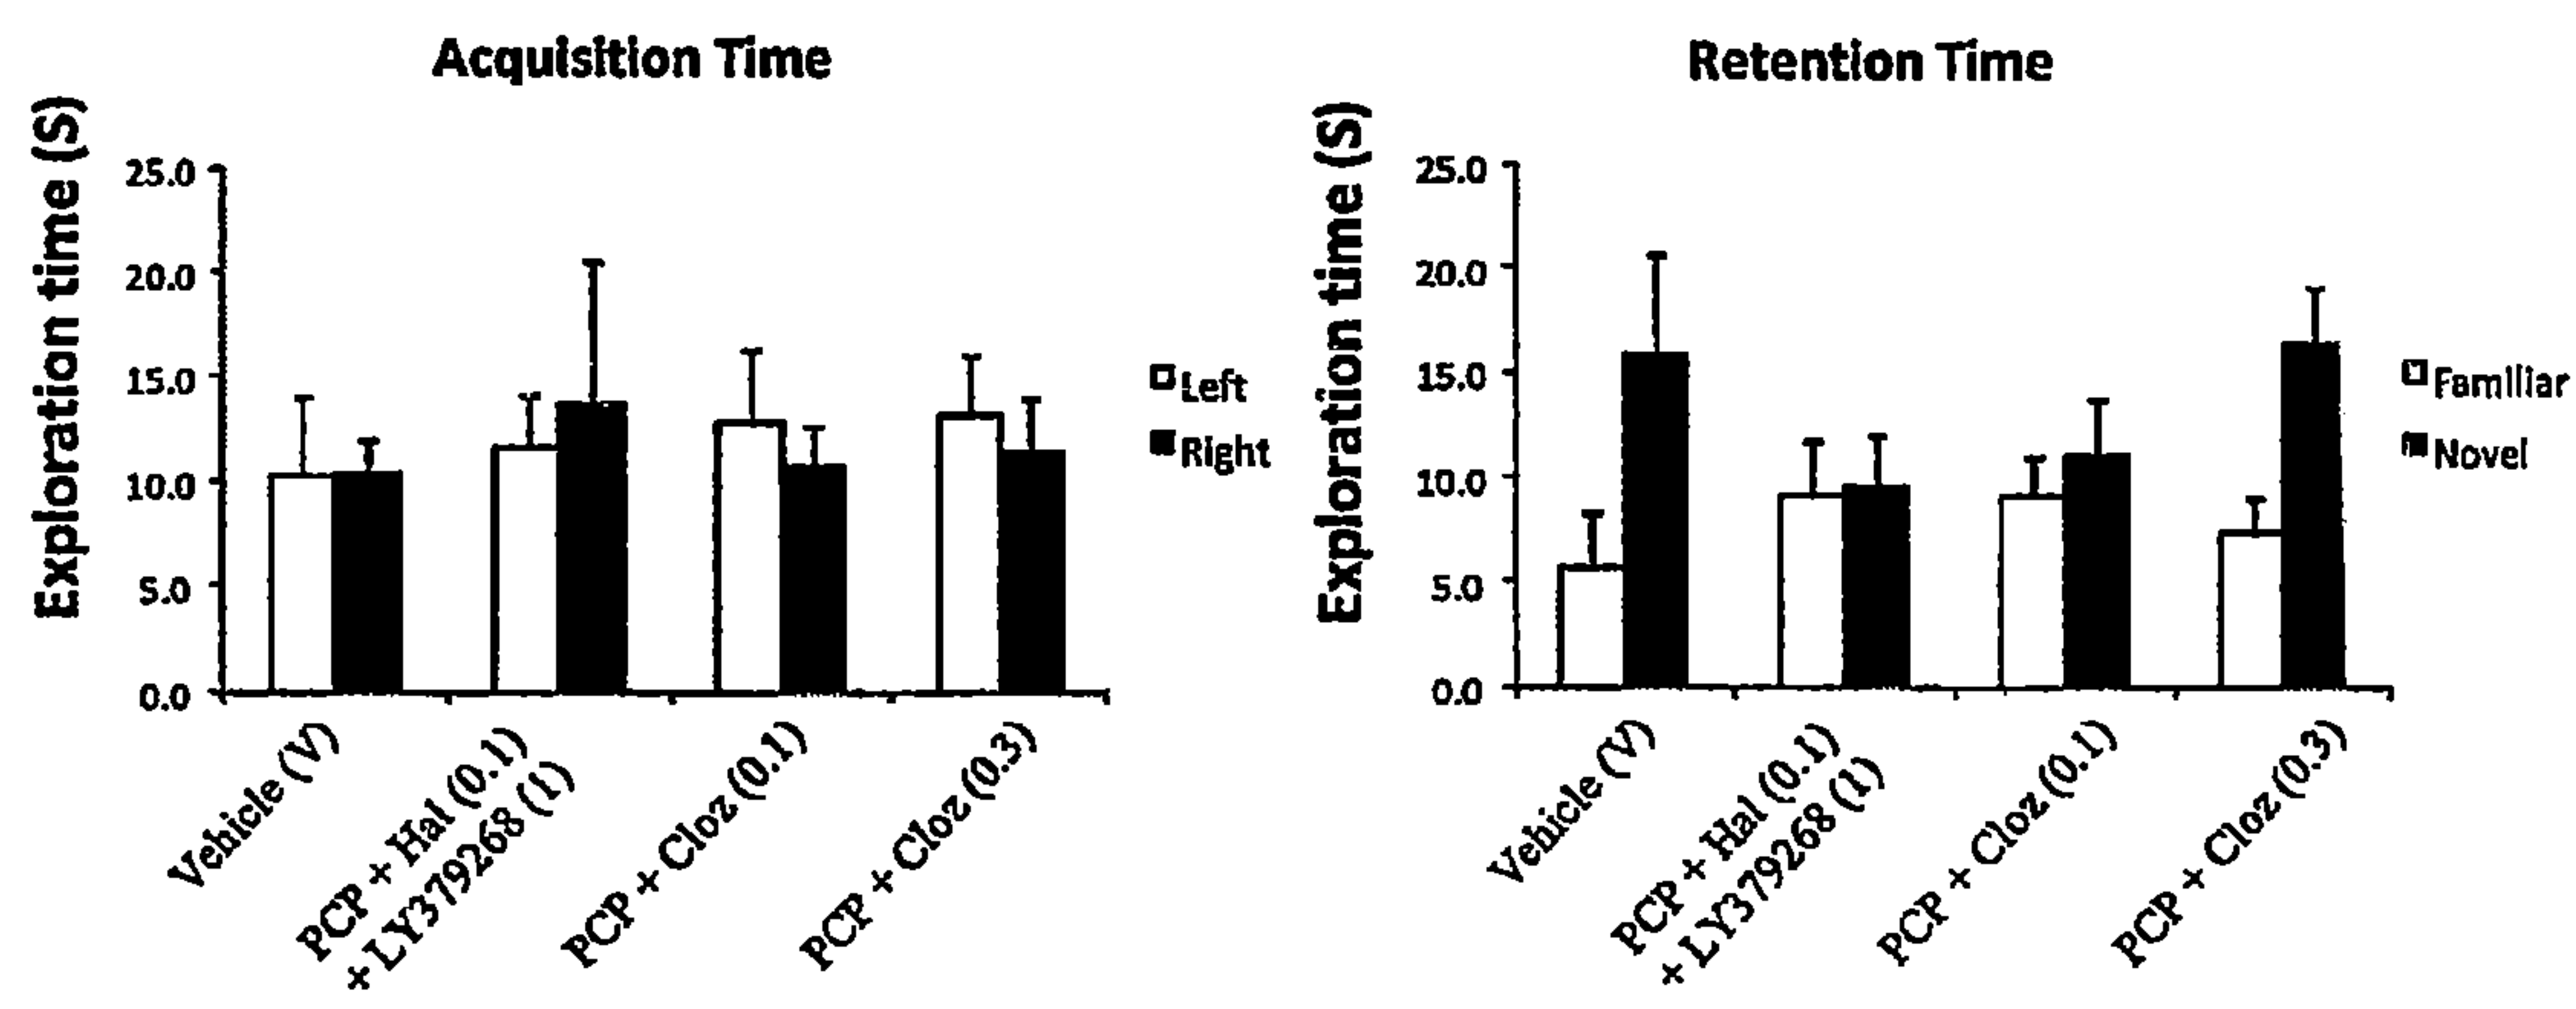 Acquisition Time
Exploration time (S)
25.0
20.0
15.0
10.0
5.0
0.0
Vehicle (V)
PCP + Hal (0.1)
+ LY379268 (1)
PCP + Cloz (0.1)
PCP + Cloz (0.3)
Left
Right
Retention Time
Exploration time (S)
25.0
20.0
15.0
10.0
5.0
0.0
Vehicle (V)
PCP + Hal (0.1)
+ LY379268 (1)
PCP + Cloz (0.1)
PCP + Cloz (0.3)
Familiar
Novel